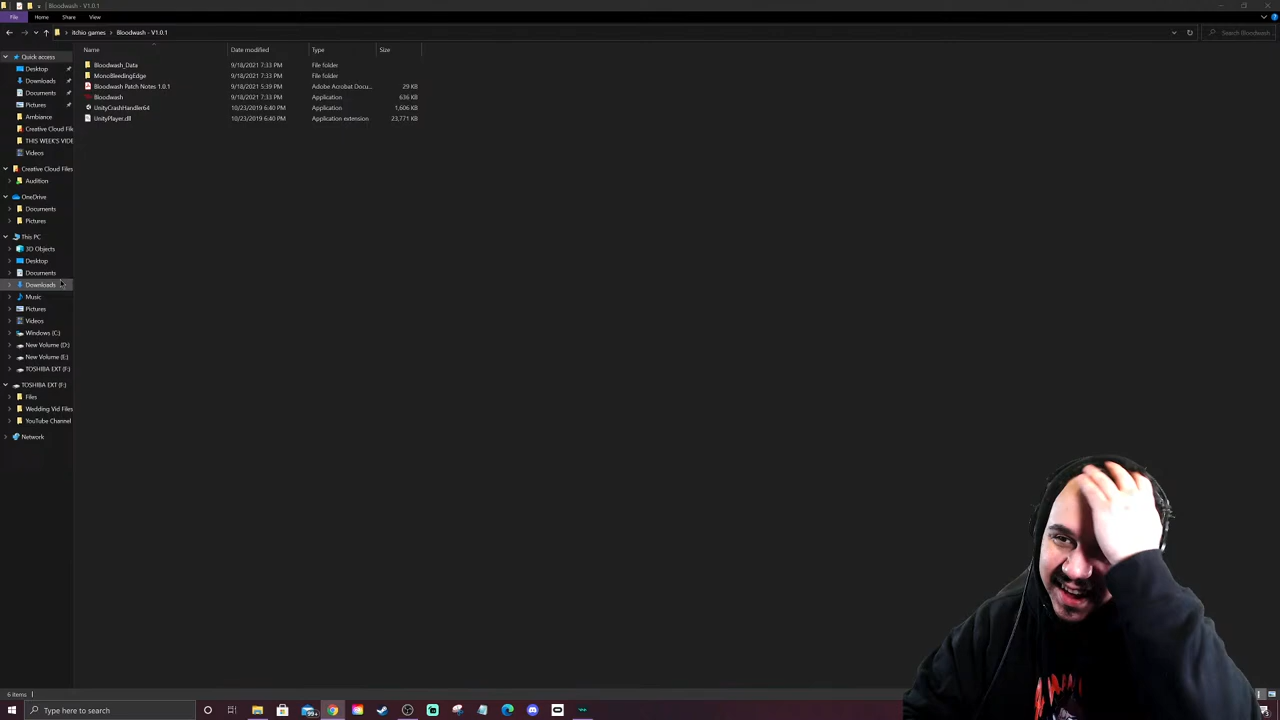 Bloodwash - V1.0.1
File Home Share View
itchio games > Bloodwash - V1.0.1
Search Bloodwash
Name Date modified Type Size
Bloodwash_Data 9/18/2021 7:33 PM File folder
MonoBleedingEdge 9/18/2021 7:33 PM File folder
Bloodwash Patch Notes 1.0.1 9/18/2021 5:39 PM Adobe Acrobat Docu... 29 KB
Bloodwash 9/18/2021 7:33 PM Application 636 KB
UnityCrashHandler64 10/23/2019 6:40 PM Application 1,606 KB
UnityPlayer.dll 10/23/2019 6:40 PM Application extension 23,771 KB
Quick access
Desktop
Downloads
Documents
Pictures
Ambiance
Creative Cloud File
THIS WEEK'S VIDE
Videos
Creative Cloud Files
Audition
OneDrive
Documents
Pictures
This PC
3D Objects
Desktop
Documents
Downloads
Music
Pictures
Videos
Windows (C:)
New Volume (D:)
New Volume (E:)
TOSHIBA EXT (F:)
TOSHIBA EXT (F:)
Files
Wedding Vid Files
YouTube Channel
Network
6 items
Type here to search
99+